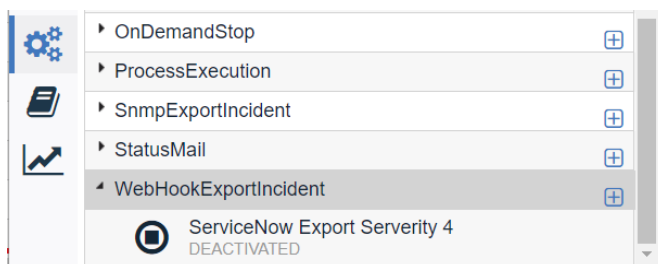 OnDemandStop
ProcessExecution
SnmpExportIncident
StatusMail
WebHookExportIncident
ServiceNow Export Serverity 4
DEACTIVATED